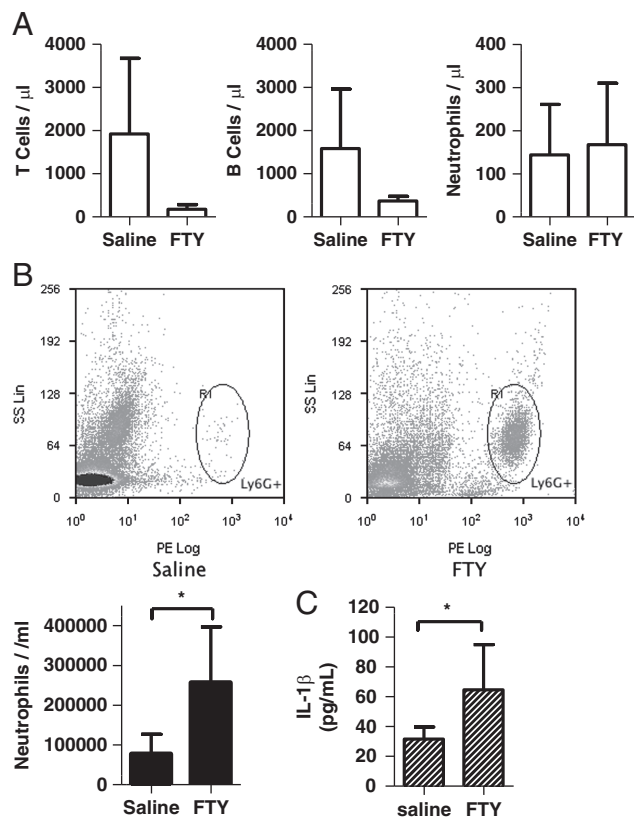 A
T Cells / μl
4000
3000
2000
1000
0
Saline FTY
B Cells / μl
4000
3000
2000
1000
0
Saline FTY
Neutrophils / μl
400
300
200
100
0
Saline FTY
B
SS Lin
256
192
128
64
0
R1
Ly6G+
10⁰ 10¹ 10² 10³ 10⁴
PE Log
Saline
SS Lin
256
192
128
64
0
R1
Ly6G+
10⁰ 10¹ 10² 10³ 10⁴
PE Log
FTY
Neutrophils / /ml
400000
300000
200000
100000
0
*
Saline FTY
C
IL-1β
(pg/mL)
120
100
80
60
40
20
0
*
saline FTY